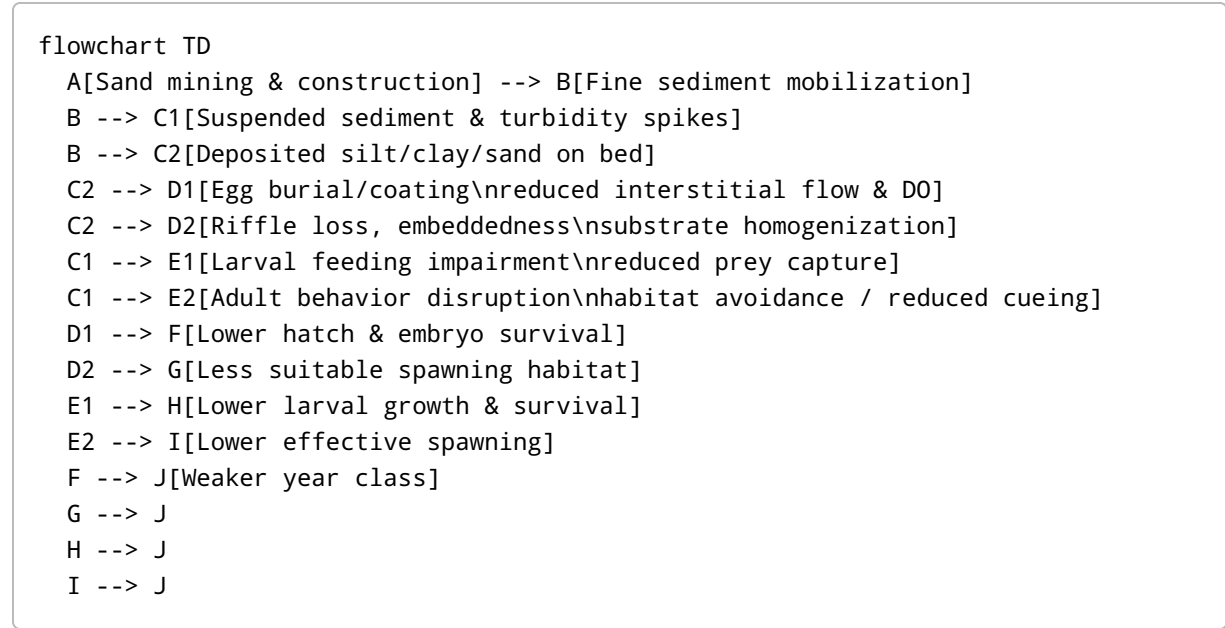 flowchart TD
  A[Sand mining & construction] --> B[Fine sediment mobilization]
  B --> C1[Suspended sediment & turbidity spikes]
  B --> C2[Deposited silt/clay/sand on bed]
  C2 --> D1[Egg burial/coating\nreduced interstitial flow & DO]
  C2 --> D2[Riffle loss, embeddedness\nsubstrate homogenization]
  C1 --> E1[Larval feeding impairment\nreduced prey capture]
  C1 --> E2[Adult behavior disruption\nhabitat avoidance / reduced cueing]
  D1 --> F[Lower hatch & embryo survival]
  D2 --> G[Less suitable spawning habitat]
  E1 --> H[Lower larval growth & survival]
  E2 --> I[Lower effective spawning]
  F --> J[Weaker year class]
  G --> J
  H --> J
  I --> J